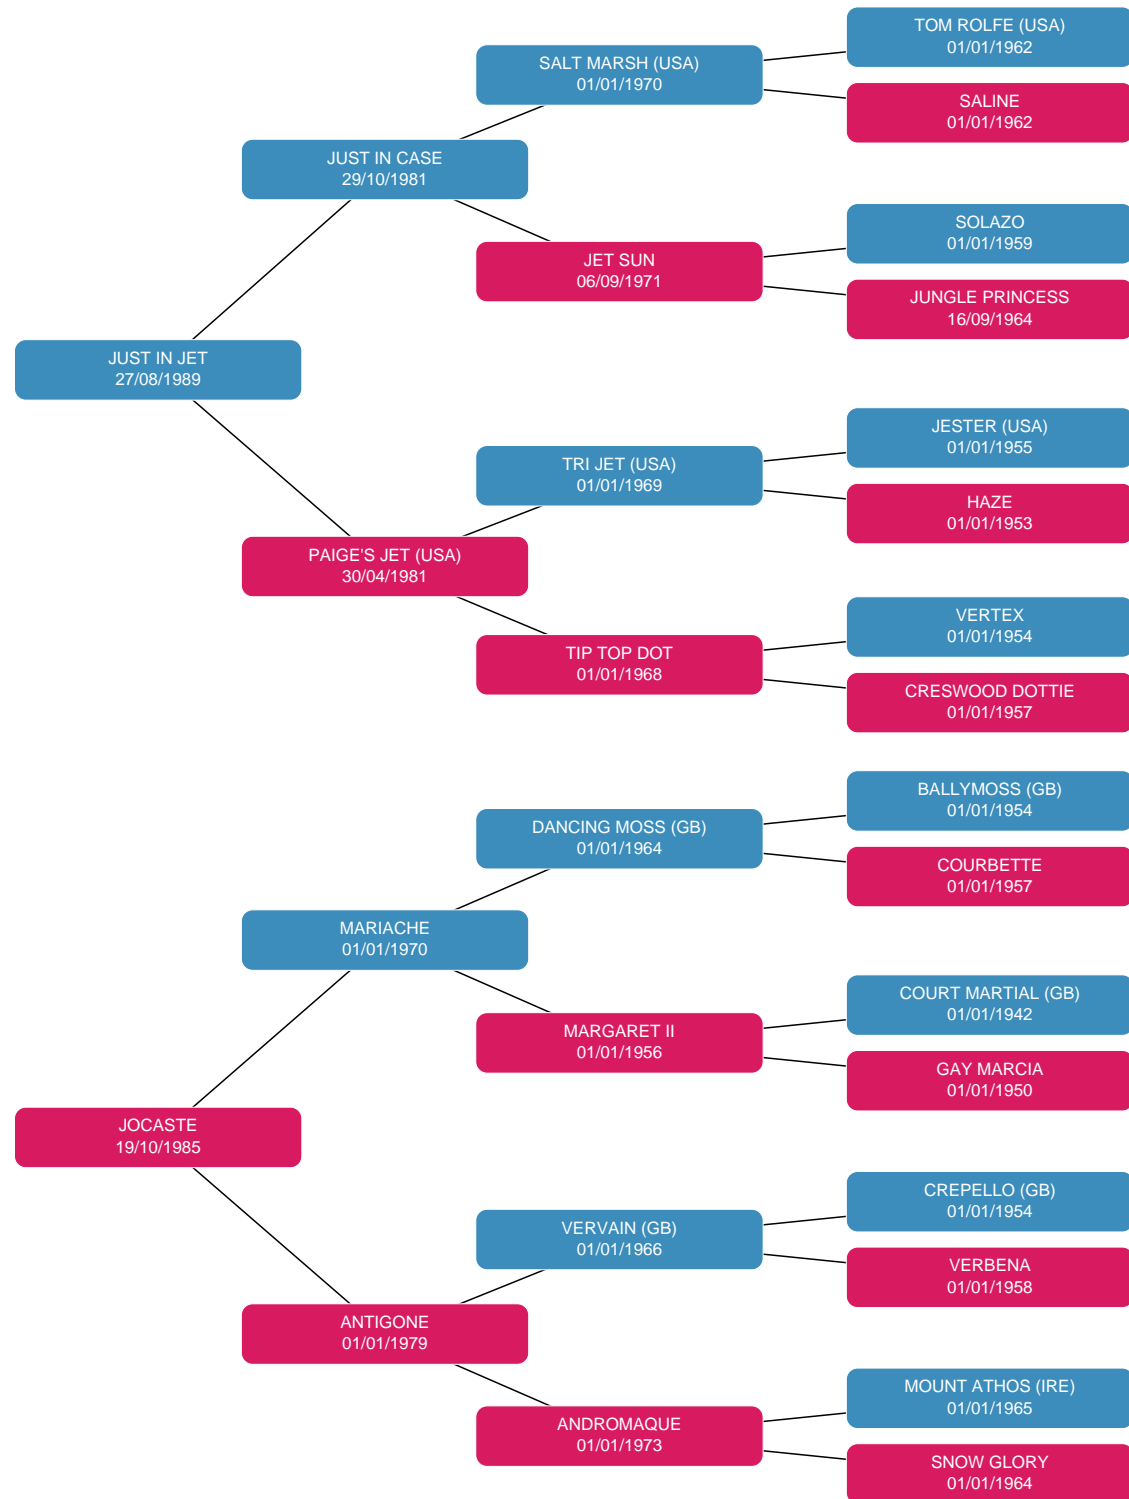 TOM ROLFE (USA)
01/01/1962
SALT MARSH (USA)
01/01/1970
SALINE
01/01/1962
JUST IN CASE
29/10/1981
SOLAZO
01/01/1959
JET SUN
06/09/1971
JUNGLE PRINCESS
16/09/1964
JUST IN JET
27/08/1989
JESTER (USA)
01/01/1955
TRI JET (USA)
01/01/1969
HAZE
01/01/1953
PAIGE'S JET (USA)
30/04/1981
VERTEX
01/01/1954
TIP TOP DOT
01/01/1968
CRESWOOD DOTTIE
01/01/1957
BALLYMOSS (GB)
01/01/1954
DANCING MOSS (GB)
01/01/1964
COURBETTE
01/01/1957
MARIACHE
01/01/1970
COURT MARTIAL (GB)
01/01/1942
MARGARET II
01/01/1956
GAY MARCIA
01/01/1950
JOCASTE
19/10/1985
CREPELLO (GB)
01/01/1954
VERVAIN (GB)
01/01/1966
VERBENA
01/01/1958
ANTIGONE
01/01/1979
MOUNT ATHOS (IRE)
01/01/1965
ANDROMAQUE
01/01/1973
SNOW GLORY
01/01/1964